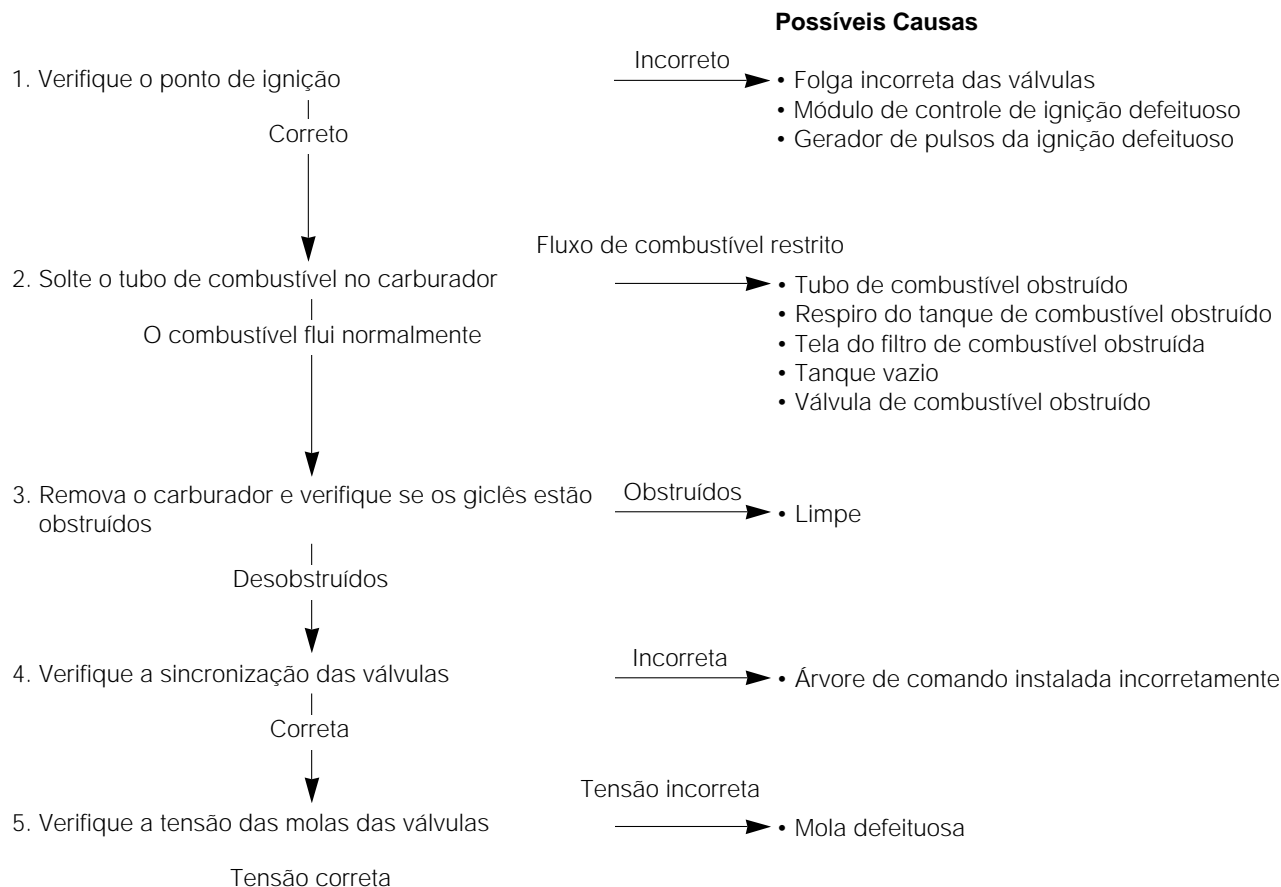 Possíveis Causas
1. Verifique o ponto de ignição
Incorreto
• Folga incorreta das válvulas
• Módulo de controle de ignição defeituoso
• Gerador de pulsos da ignição defeituoso
Correto
2. Solte o tubo de combustível no carburador
Fluxo de combustível restrito
• Tubo de combustível obstruído
• Respiro do tanque de combustível obstruído
• Tela do filtro de combustível obstruída
• Tanque vazio
• Válvula de combustível obstruído
O combustível flui normalmente
3. Remova o carburador e verifique se os giclês estão
obstruídos
Obstruídos
• Limpe
Desobstruídos
4. Verifique a sincronização das válvulas
Incorreta
• Árvore de comando instalada incorretamente
Correta
5. Verifique a tensão das molas das válvulas
Tensão incorreta
• Mola defeituosa
Tensão correta